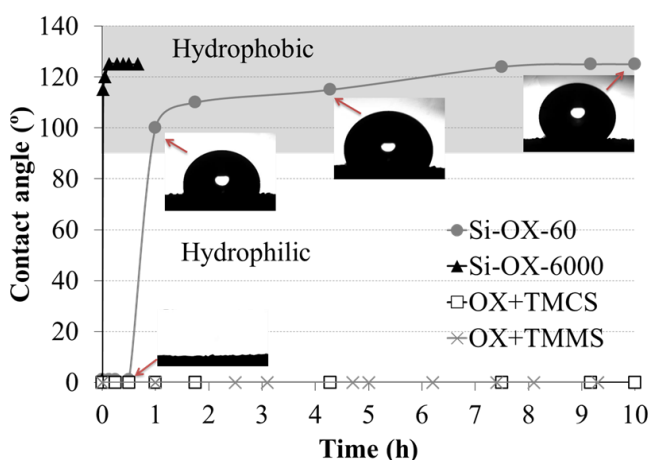 140
120
100
80
60
40
20
0
Contact angle (º)
Hydrophobic
Hydrophilic
Si-OX-60
Si-OX-6000
OX+TMCS
OX+TMMS
0 1 2 3 4 5 6 7 8 9 10
Time (h)